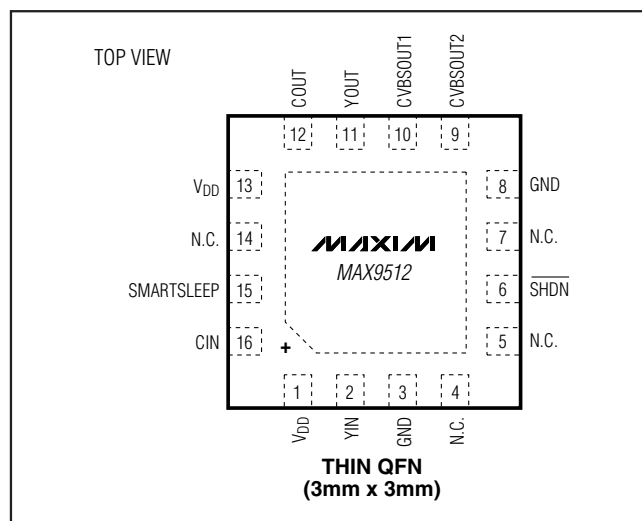 TOP VIEW
COUT
YOUT
CVBSOUT1
CVBSOUT2
12
11
10
9
VDD
13
8
GND
N.C.
14
7
N.C.
MAXIM
MAX9512
SMARTSLEEP
15
6
SHDN
CIN
16
+
5
N.C.
1
2
3
4
VDD
YIN
GND
N.C.
THIN QFN
(3mm x 3mm)